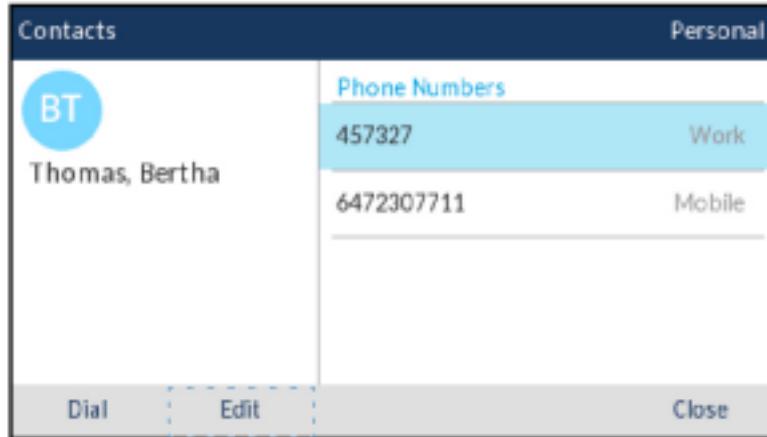 Contacts Personal
BT
Thomas, Bertha
Phone Numbers
457327 Work
6472307711 Mobile
Dial Edit Close